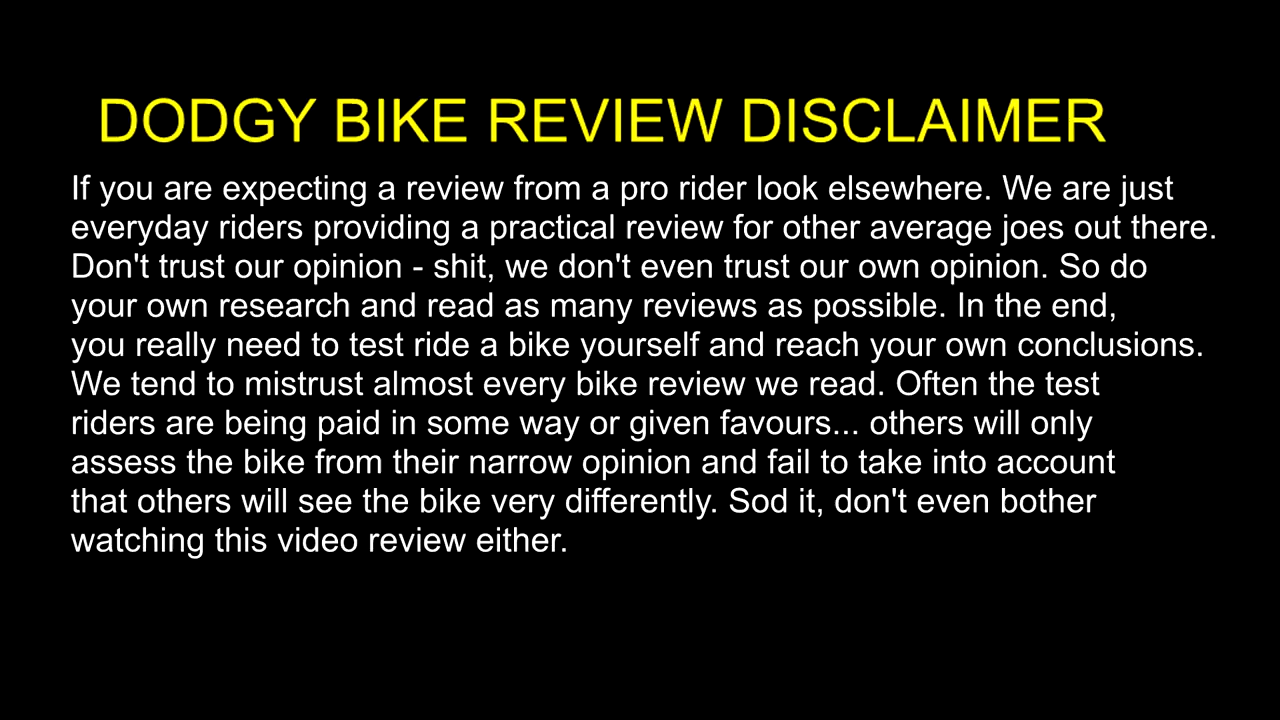 DODGY BIKE REVIEW DISCLAIMER
If you are expecting a review from a pro rider look elsewhere. We are just
everyday riders providing a practical review for other average joes out there.
Don't trust our opinion - shit, we don't even trust our own opinion. So do
your own research and read as many reviews as possible. In the end,
you really need to test ride a bike yourself and reach your own conclusions.
We tend to mistrust almost every bike review we read. Often the test
riders are being paid in some way or given favours... others will only
assess the bike from their narrow opinion and fail to take into account
that others will see the bike very differently. Sod it, don't even bother
watching this video review either.